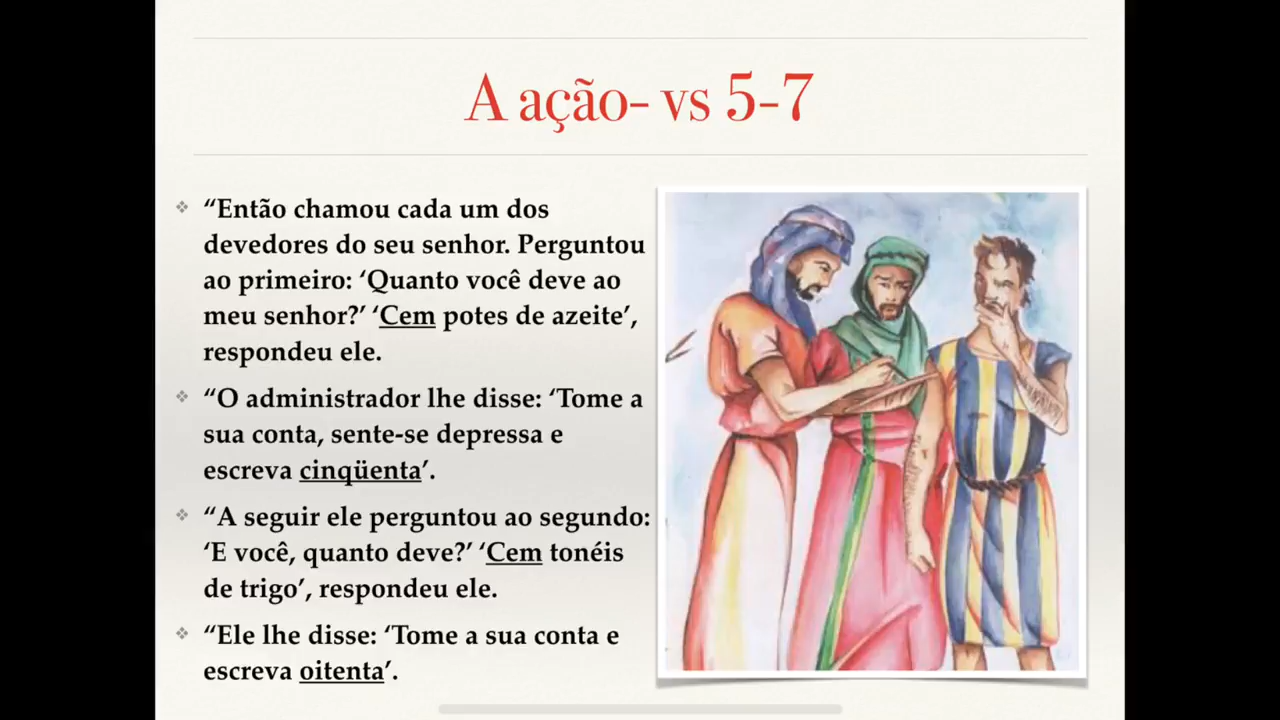 A ação- vs 5-7
“Então chamou cada um dos
devedores do seu senhor. Perguntou
ao primeiro: ‘Quanto você deve ao
meu senhor?’ ‘Cem potes de azeite’,
respondeu ele.
“O administrador lhe disse: ‘Tome a
sua conta, sente-se depressa e
escreva cinqüenta’.
“A seguir ele perguntou ao segundo:
‘E você, quanto deve?’ ‘Cem tonéis
de trigo’, respondeu ele.
“Ele lhe disse: ‘Tome a sua conta e
escreva oitenta’.